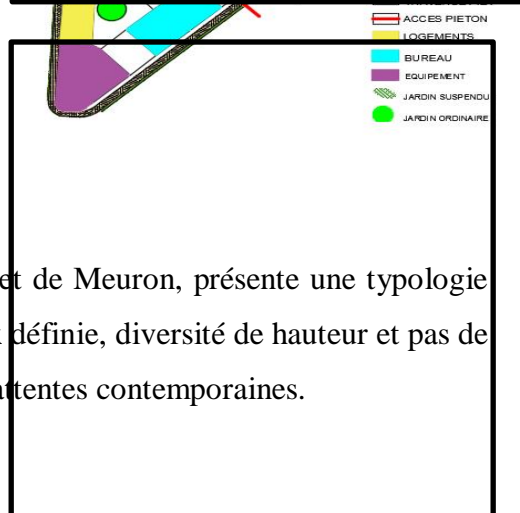 ACCES PIETON
LOGEMENTS
BUREAU
EQUIPEMENT
JARDIN SUSPENDU
JARDIN ORDINAIRE
et de Meuron, présente une typologie
définie, diversité de hauteur et pas de
attentes contemporaines.